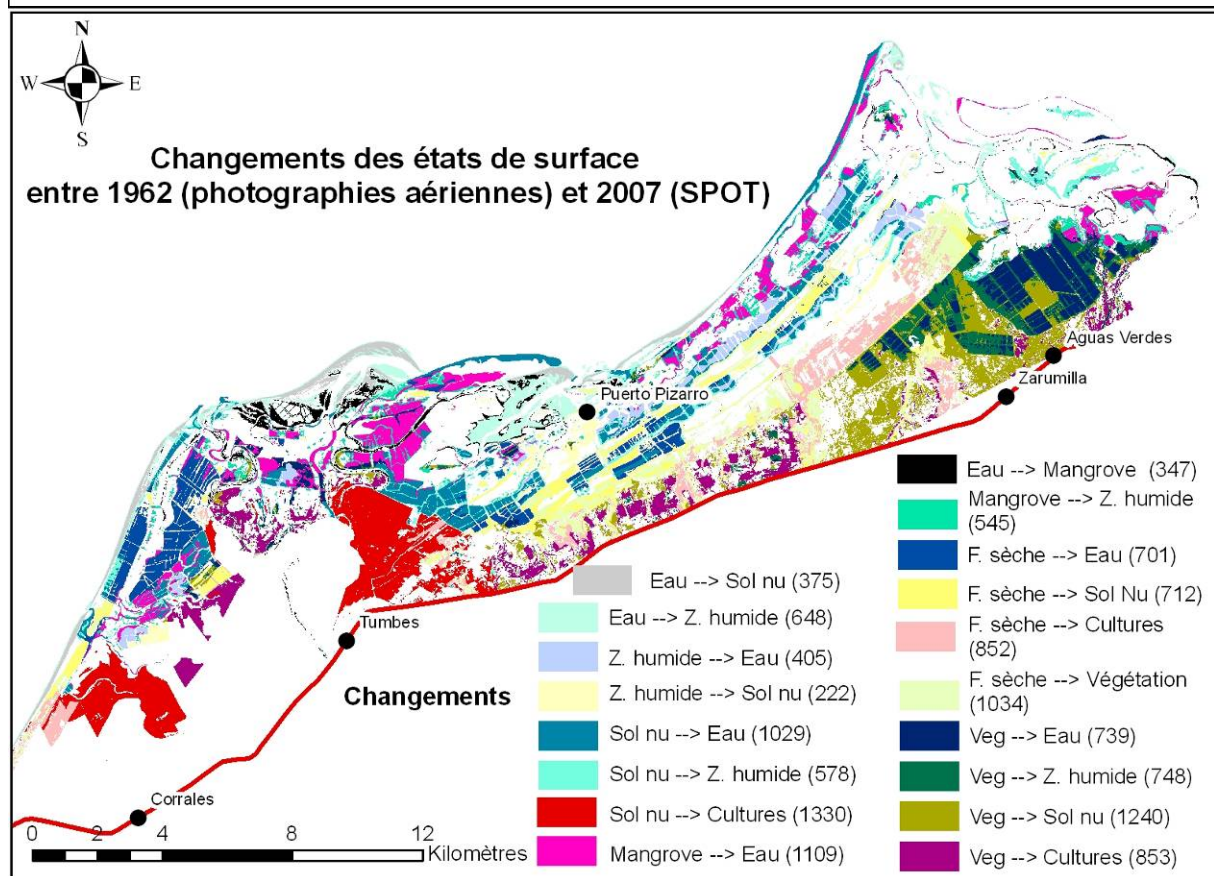 N
W
E
S
Changements des états de surface
entre 1962 (photographies aériennes) et 2007 (SPOT)
Aguas Verdes
Zarumilla
Puerto Pizarro
Tumbes
Corrales
0 2 4 8 12
Kilomètres
Changements
Eau --> Sol nu (375)
Eau --> Z. humide (648)
Z. humide --> Eau (405)
Z. humide --> Sol nu (222)
Sol nu --> Eau (1029)
Sol nu --> Z. humide (578)
Sol nu --> Cultures (1330)
Mangrove --> Eau (1109)
Eau --> Mangrove (347)
Mangrove --> Z. humide
(545)
F. sèche --> Eau (701)
F. sèche --> Sol Nu (712)
F. sèche --> Cultures
(852)
F. sèche --> Végétation
(1034)
Veg --> Eau (739)
Veg --> Z. humide (748)
Veg --> Sol nu (1240)
Veg --> Cultures (853)